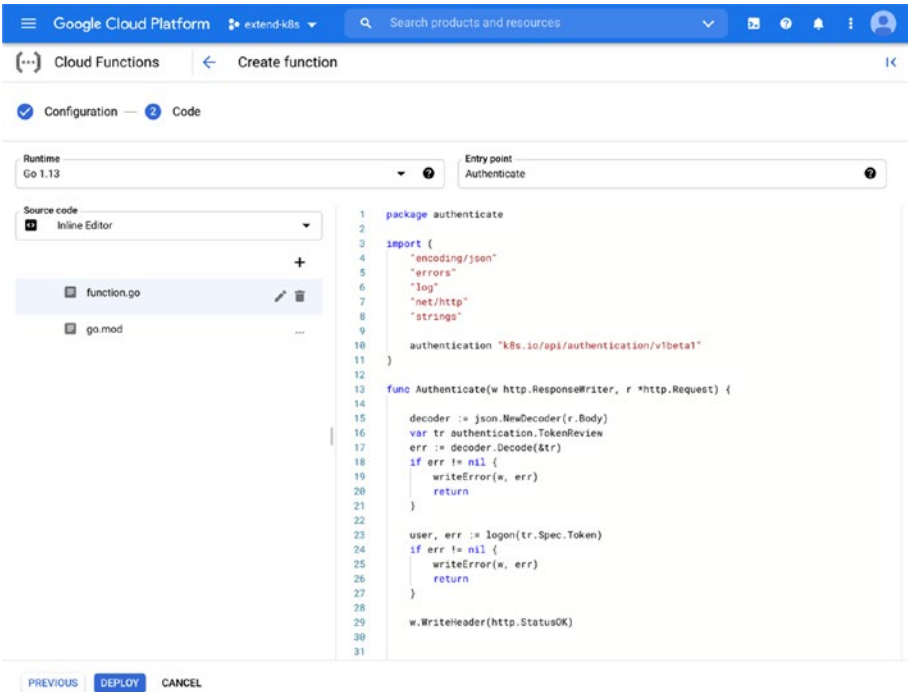 Google Cloud Platform extend-k8s Search products and resources
Cloud Functions Create function
Configuration — 2 Code
Runtime
Go 1.13
Entry point
Authenticate
Source code
Inline Editor
function.go
go.mod ...
1 package authenticate
2
3 import (
4 "encoding/json"
5 "errors"
6 "log"
7 "net/http"
8 "strings"
9
10 authentication "k8s.io/api/authentication/v1beta1"
11 )
12
13 func Authenticate(w http.ResponseWriter, r *http.Request) {
14
15 decoder := json.NewDecoder(r.Body)
16 var tr authentication.TokenReview
17 err := decoder.Decode(&tr)
18 if err != nil {
19 writeError(w, err)
20 return
21 }
22
23 user, err := logon(tr.Spec.Token)
24 if err != nil {
25 writeError(w, err)
26 return
27 }
28
29 w.WriteHeader(http.StatusOK)
30
31
PREVIOUS DEPLOY CANCEL